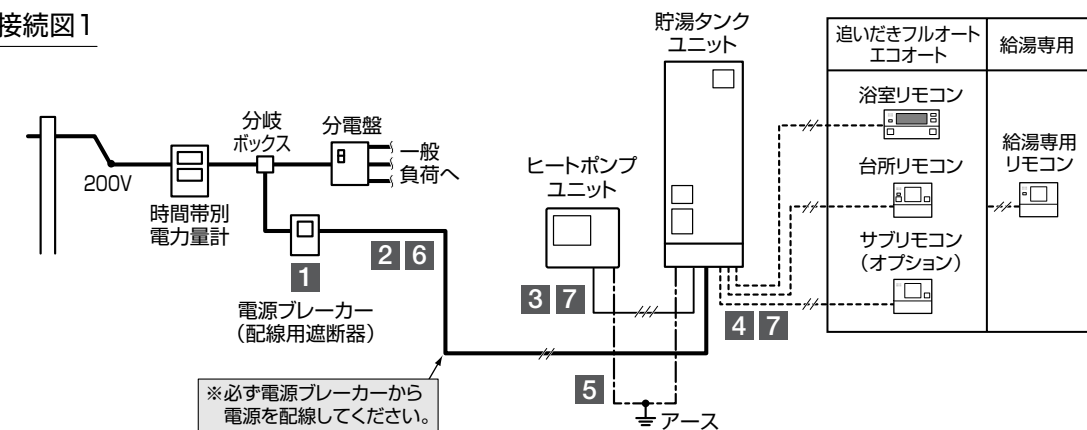 接続図1
200V
時間帯別
電力量計
分岐
ボックス
分電盤
一般
負荷へ
1
電源ブレーカー
（配線用遮断器）
2 6
※必ず電源ブレーカーから
電源を配線してください。
ヒートポンプ
ユニット
3 7
5
アース
貯湯タンク
ユニット
4 7
追いだきフルオート
エコオート
給湯専用
浴室リモコン
台所リモコン
サブリモコン
（オプション）
給湯専用
リモコン